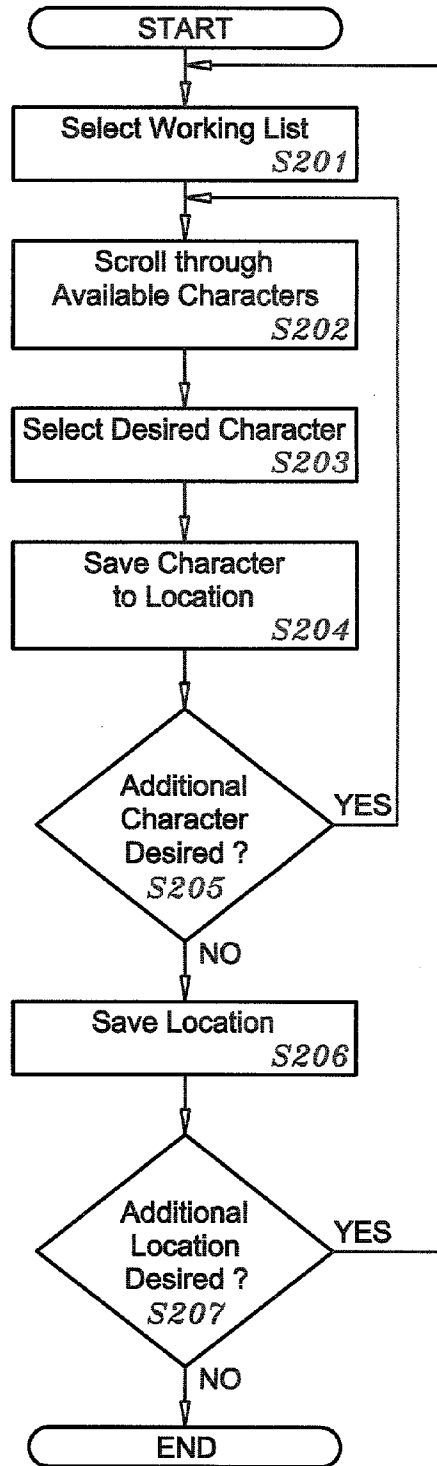 START
Select Working List
S201
Scroll through
Available Characters
S202
Select Desired Character
S203
Save Character
to Location
S204
Additional
Character
Desired ?
S205
YES
NO
Save Location
S206
Additional
Location
Desired ?
S207
YES
NO
END